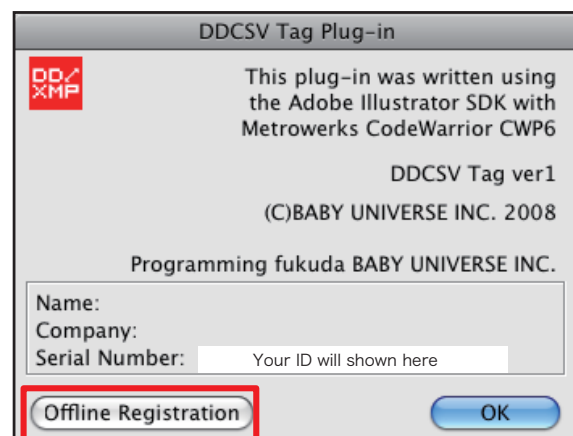 DDCSV Tag Plug-in
DD/
XMP
This plug-in was written using
the Adobe Illustrator SDK with
Metrowerks CodeWarrior CWP6
DDCSV Tag ver1
(C)BABY UNIVERSE INC. 2008
Programming fukuda BABY UNIVERSE INC.
Name:
Company:
Serial Number: Your ID will shown here
Offline Registration OK